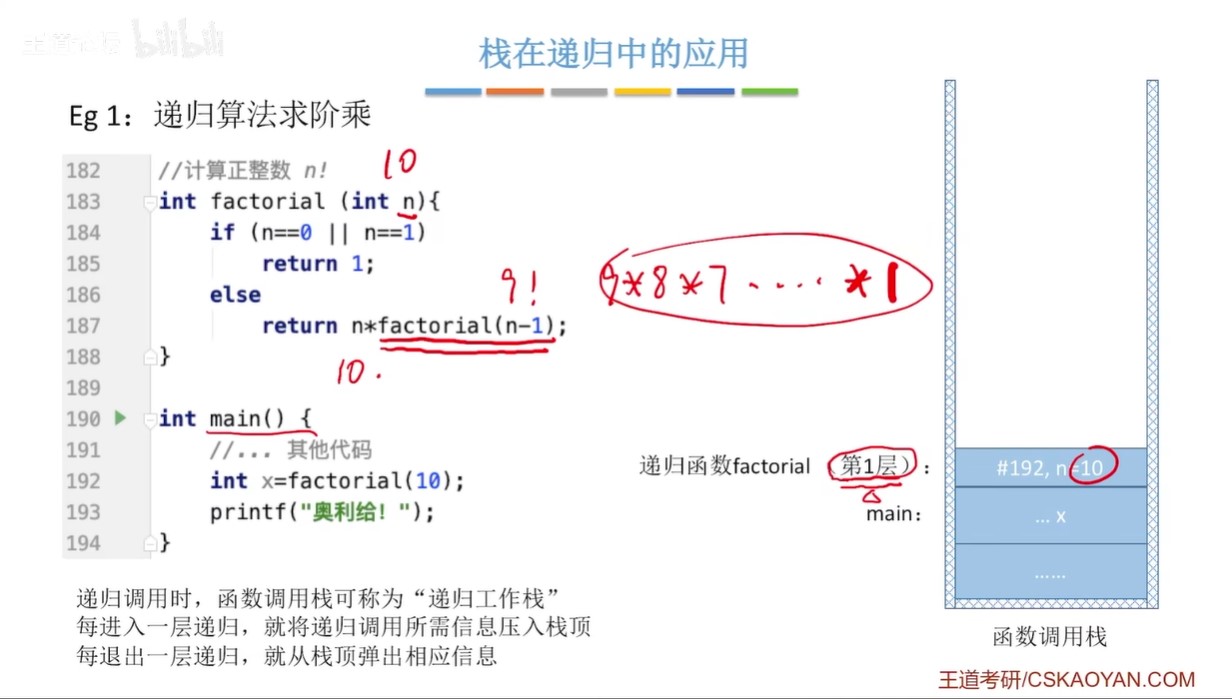 bilibili
栈在递归中的应用
Eg 1：递归算法求阶乘
10
182 //计算正整数 n!
183 int factorial (int n){
184 if (n==0 || n==1)
185 return 1;
186 else
9!
9*8*7.....*1
187 return n*factorial(n-1);
188 }
10.
189
190 int main() {
191 //... 其他代码
192 int x=factorial(10);
193 printf("奥利给！");
194 }
递归函数factorial （第1层）：
#192, n=10
main：
... x
......
函数调用栈
递归调用时，函数调用栈可称为“递归工作栈”
每进入一层递归，就将递归调用所需信息压入栈顶
每退出一层递归，就从栈顶弹出相应信息
王道考研/CSKAOYAN.COM